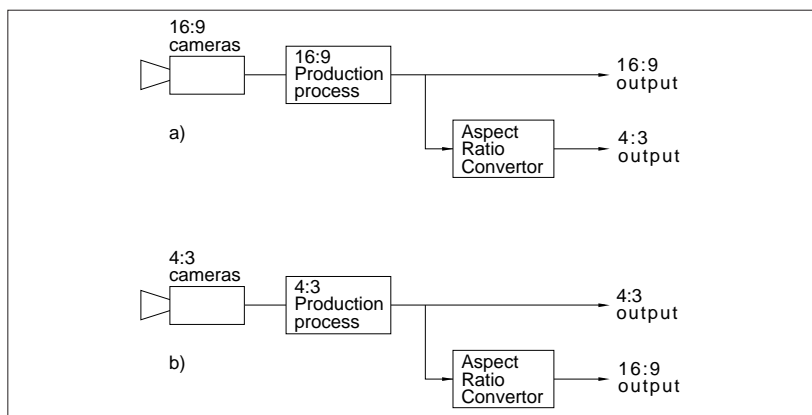 16:9
cameras
16:9
Production
process
16:9
output
a)
Aspect
Ratio
Convertor
4:3
output
4:3
cameras
4:3
Production
process
4:3
output
b)
Aspect
Ratio
Convertor
16:9
output